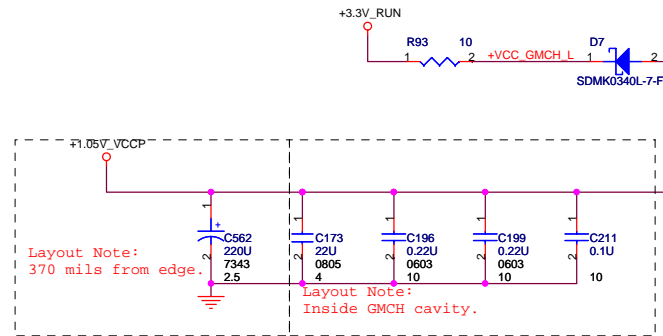 +3.3V_RUN
R93 10
D7
1 2 +VCC_GMCH_L 1 2
SDMK0340L-7-F
+1.05V_VCCP
1 1 1 1 1
+
C562 C173 C196 C199 C211
220U 22U 0.22U 0.22U 0.1U
2 2 2 2 2
7343 0805 0603 0603
2.5 4 10 10 10
Layout Note:
370 mils from edge.
Layout Note:
Inside GMCH cavity.